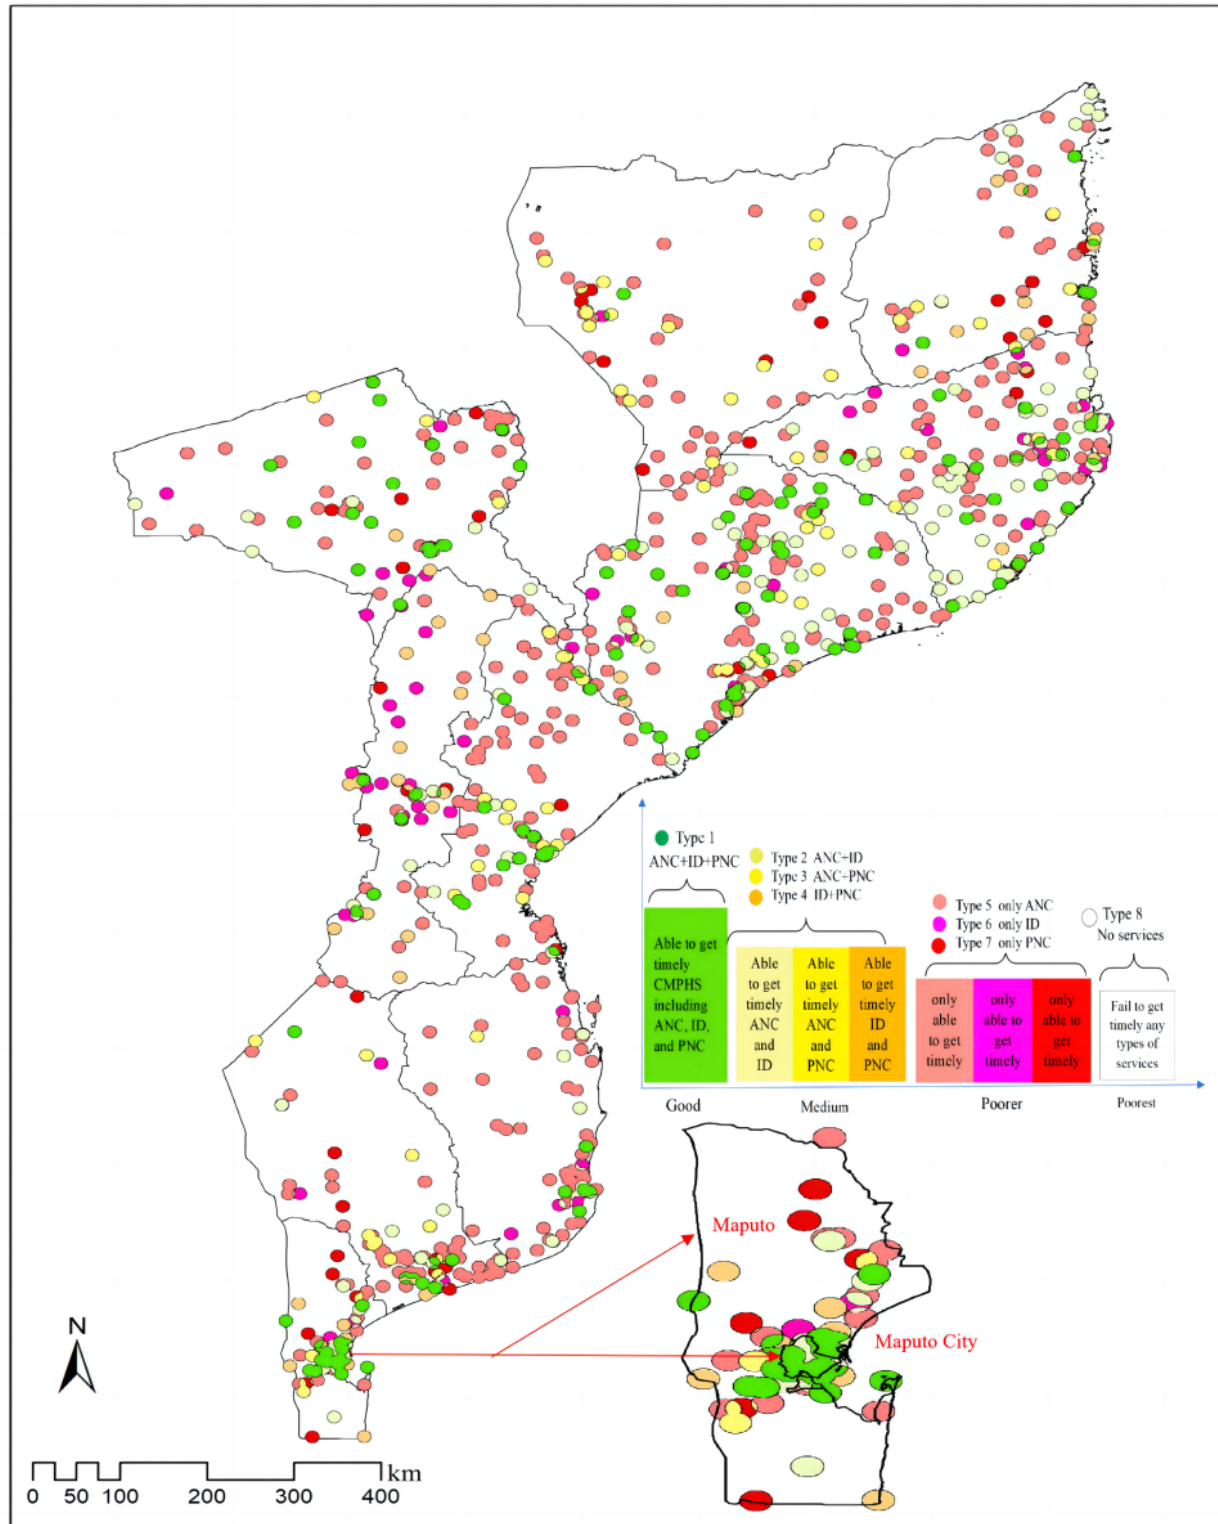 Type 1
ANC+ID+PNC
Type 2 ANC+ID
Type 3 ANC+PNC
Type 4 ID+PNC
Type 5 only ANC
Type 6 only ID
Type 7 only PNC
Type 8
No services
Able to get
timely
CMPHS
including
ANC, ID,
and PNC
Able
to get
timely
ANC
and
ID
Able
to get
timely
ANC
and
PNC
Able
to get
timely
ID
and
PNC
only
able
to get
timely
only
able to
get
timely
only
able to
get
timely
Fail to get
timely any
types of
services
Good
Medium
Poorer
Poorest
Maputo
Maputo City
N
km
0 50 100 200 300 400